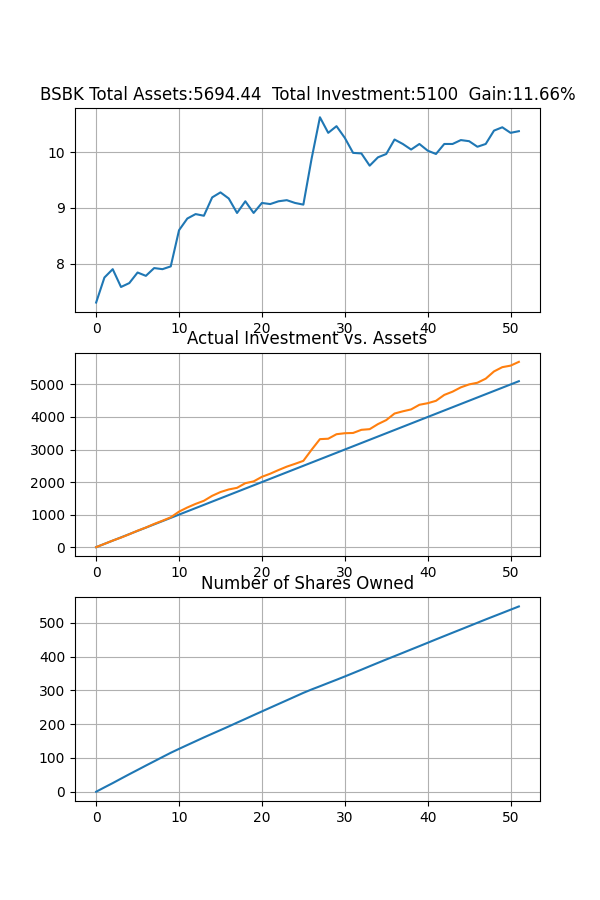 BSBK Total Assets:5694.44  Total Investment:5100  Gain:11.66%
10
9
8
0 10 20 30 40 50
Actual Investment vs. Assets
5000
4000
3000
2000
1000
0
0 10 20 30 40 50
Number of Shares Owned
500
400
300
200
100
0
0 10 20 30 40 50